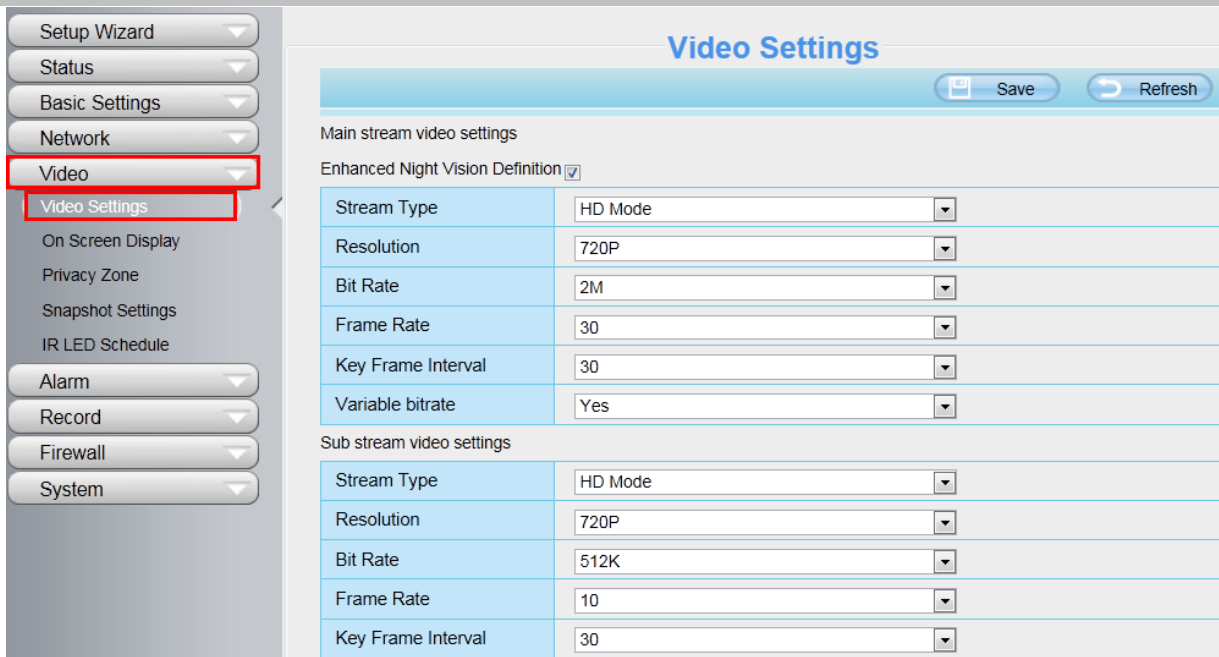 Setup Wizard
Status
Basic Settings
Network
Video
Video Settings
On Screen Display
Privacy Zone
Snapshot Settings
IR LED Schedule
Alarm
Record
Firewall
System
Video Settings
Save Refresh
Main stream video settings
Enhanced Night Vision Definition
Stream Type HD Mode
Resolution 720P
Bit Rate 2M
Frame Rate 30
Key Frame Interval 30
Variable bitrate Yes
Sub stream video settings
Stream Type HD Mode
Resolution 720P
Bit Rate 512K
Frame Rate 10
Key Frame Interval 30